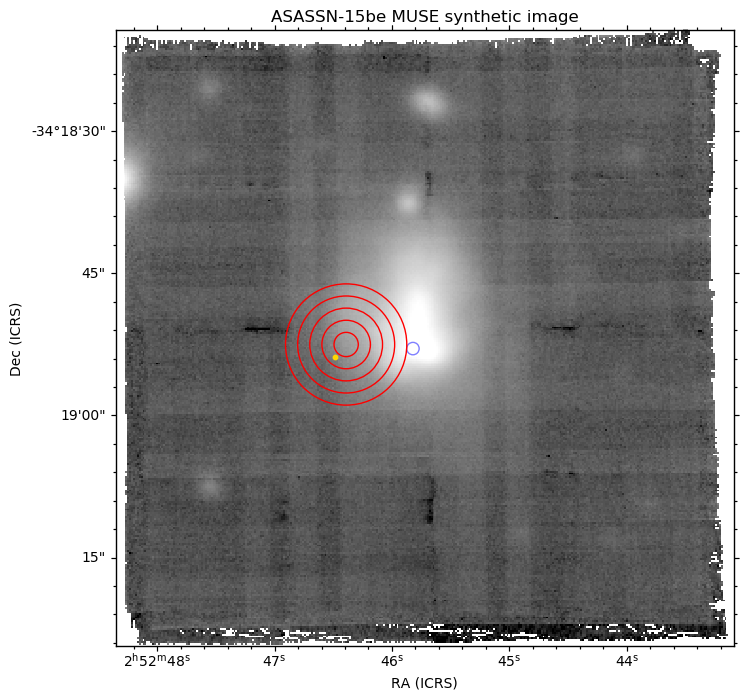 ASASSN-15be MUSE synthetic image
-34°18'30"
45"
19'00"
15"
Dec (ICRS)
2ʰ52ᵐ48ˢ 47ˢ 46ˢ 45ˢ 44ˢ
RA (ICRS)